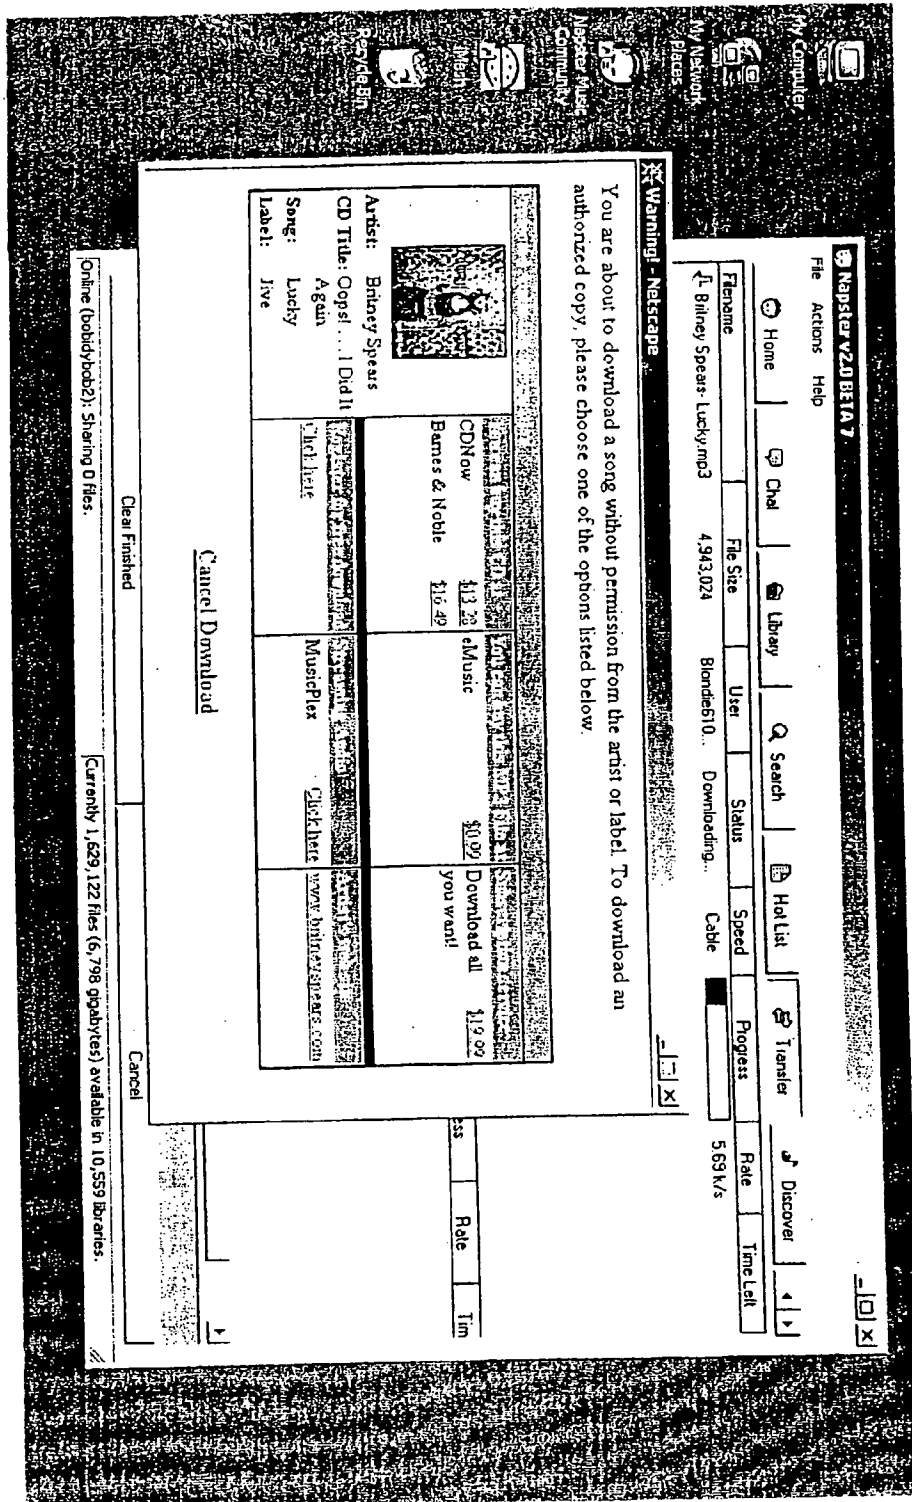 My Computer
My Network
Places
Napster Music
Community
Recycle Bin
Napster v2.0 BETA 7
File Actions Help
Home Chat Library Search Hot List Transfer Discover
Filename File Size User Status Speed Progress Rate Time Left
Britney Spears- Lucky.mp3 4,943,024 Blondie610... Downloading... Cable 5.69 k/s
Warning! - Netscape
You are about to download a song without permission from the artist or label. To download an
authorized copy, please choose one of the options listed below.
Artist: Britney Spears
CD Title: Oops!. . . . I Did It
Again
Song: Lucky
Label: Jive
CDNow
Barnes & Noble $16.49
eMusic $0.99
Download all $19.99
you want!
Click here
MusicPlex Click here
www.britneyspears.com
Cancel Download
ess Rate Tim
Clear Finished Cancel
Online (bobidybob2): Sharing 0 files.
Currently 1,629,122 files (6,798 gigabytes) available in 10,559 libraries.